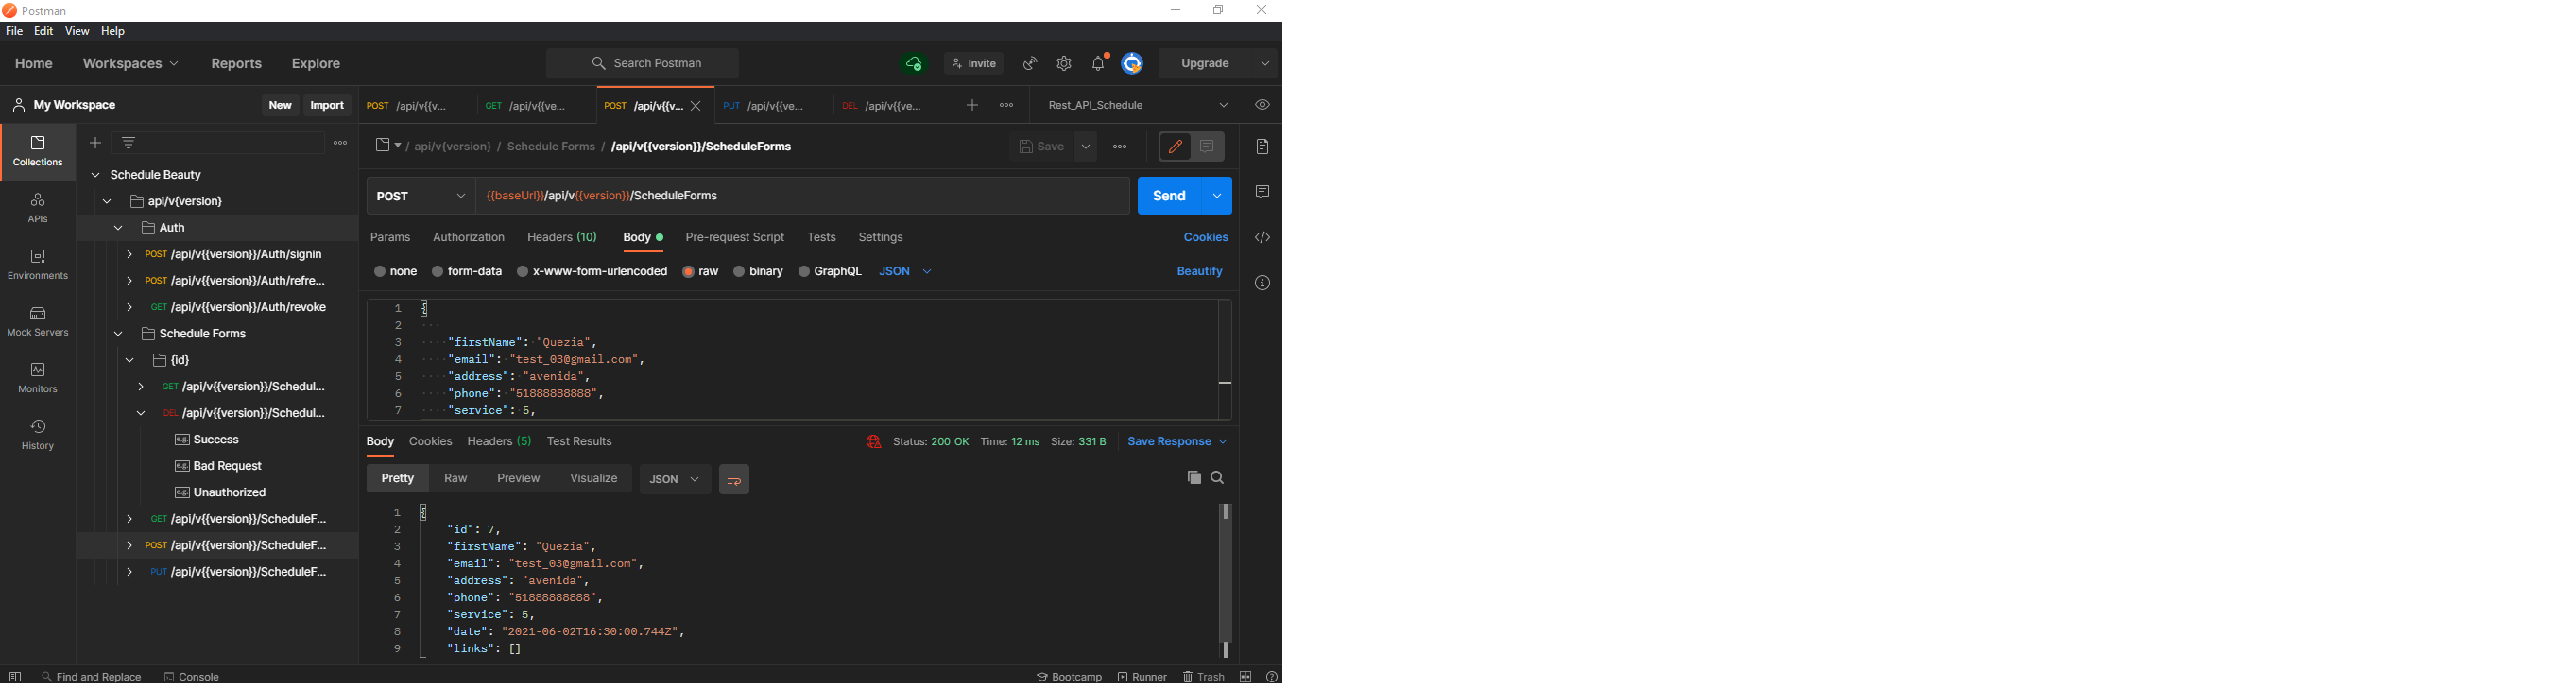 Postman
File Edit View Help
Home Workspaces Reports Explore Search Postman Invite Upgrade
My Workspace New Import
POST /api/v{{v... GET /api/v{{ve... POST /api/v{{v... PUT /api/v{{ve... DEL /api/v{{ve... Rest_API_Schedule
Collections
APIs
Environments
Mock Servers
Monitors
History
Schedule Beauty
api/v{version}
Auth
POST /api/v{{version}}/Auth/signin
POST /api/v{{version}}/Auth/refre...
GET /api/v{{version}}/Auth/revoke
Schedule Forms
{id}
GET /api/v{{version}}/Schedul...
DEL /api/v{{version}}/Schedul...
e.g. Success
e.g. Bad Request
e.g. Unauthorized
GET /api/v{{version}}/ScheduleF...
POST /api/v{{version}}/ScheduleF...
PUT /api/v{{version}}/ScheduleF...
/ api/v{version} / Schedule Forms / /api/v{{version}}/ScheduleForms Save
POST {{baseUrl}}/api/v{{version}}/ScheduleForms Send
Params Authorization Headers (10) Body Pre-request Script Tests Settings Cookies
none form-data x-www-form-urlencoded raw binary GraphQL JSON Beautify
1 {
2
3 "firstName": "Quezia",
4 "email": "test_03@gmail.com",
5 "address": "avenida",
6 "phone": "51888888888",
7 "service": 5,
Body Cookies Headers (5) Test Results Status: 200 OK Time: 12 ms Size: 331 B Save Response
Pretty Raw Preview Visualize JSON
1 {
2 "id": 7,
3 "firstName": "Quezia",
4 "email": "test_03@gmail.com",
5 "address": "avenida",
6 "phone": "51888888888",
7 "service": 5,
8 "date": "2021-06-02T16:30:00.744Z",
9 "links": []
Find and Replace Console Bootcamp Runner Trash